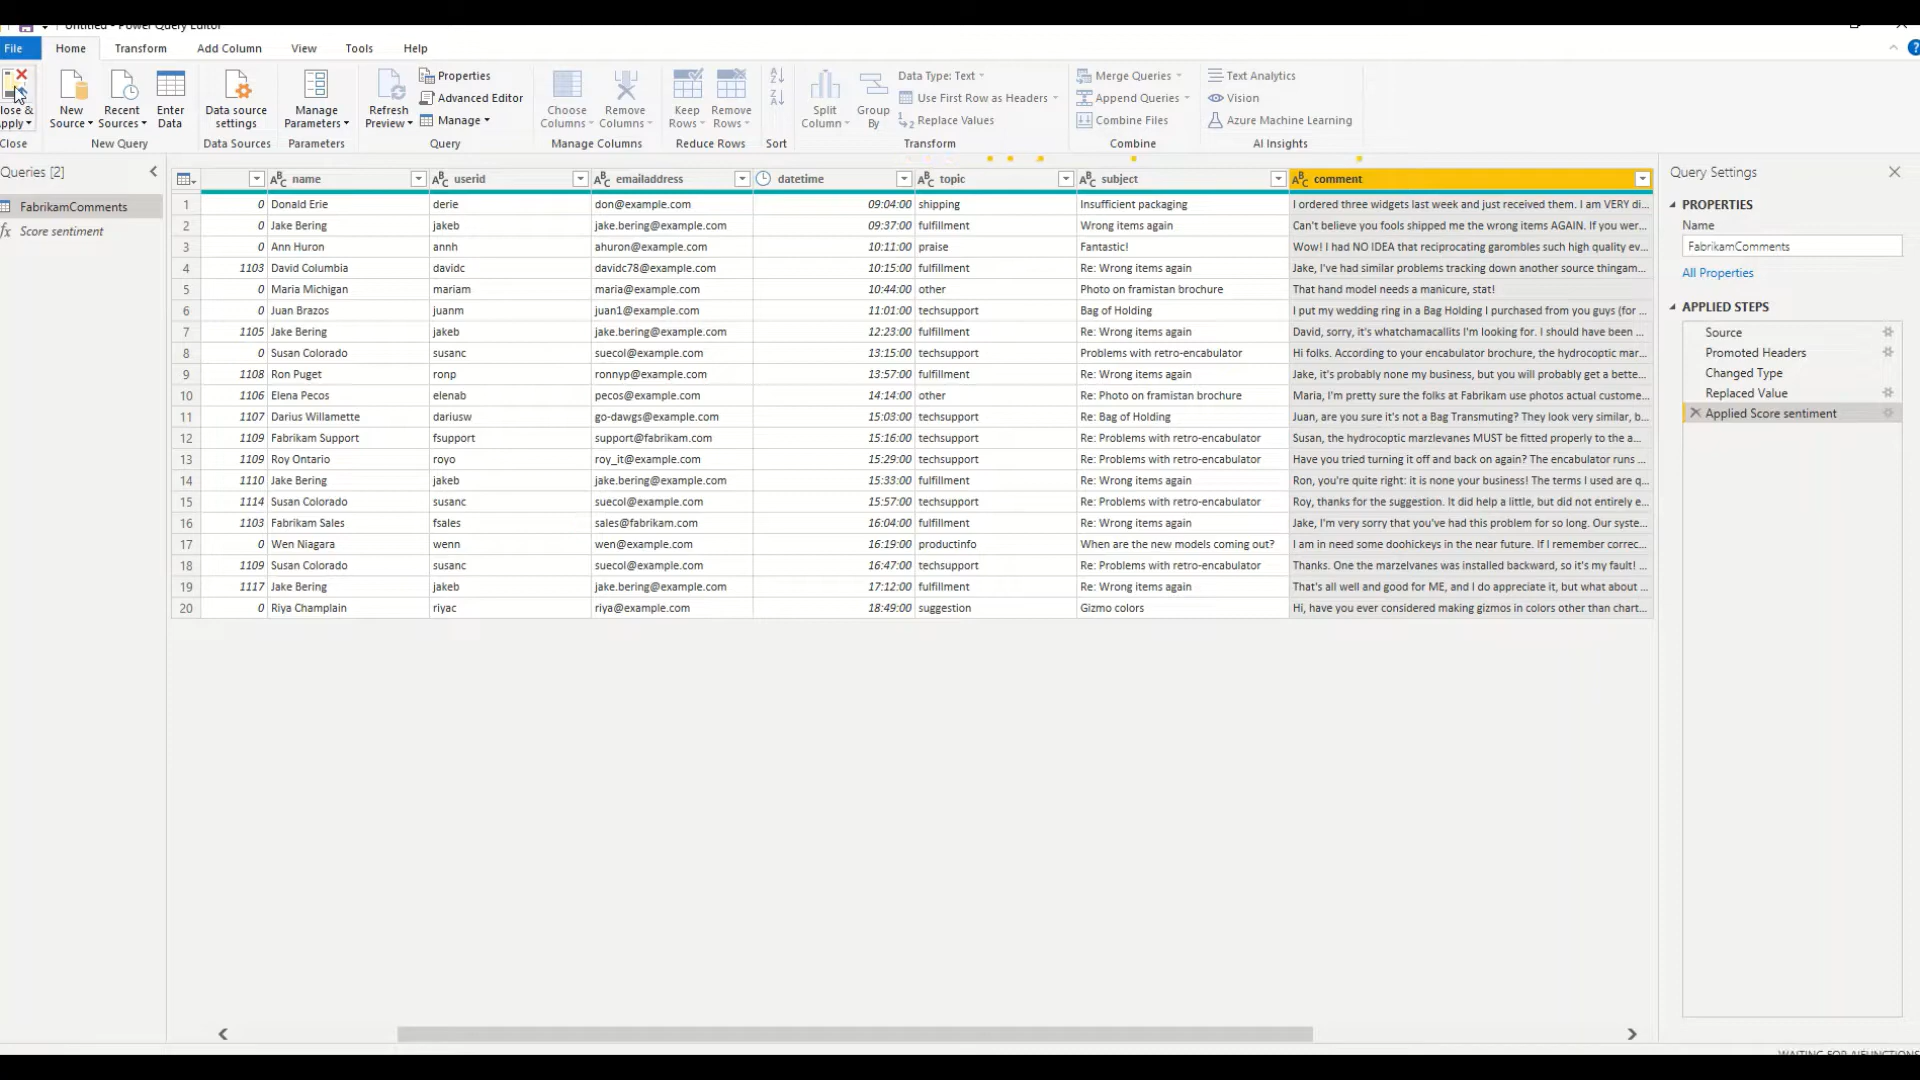 Untitled - Power Query Editor
File Home Transform Add Column View Tools Help
Close & Apply
New Source
Recent Sources
Enter Data
Data source settings
Manage Parameters
Refresh Preview
Properties
Advanced Editor
Manage
Choose Columns
Remove Columns
Keep Rows
Remove Rows
Split Column
Group By
Data Type: Text
Use First Row as Headers
Replace Values
Merge Queries
Append Queries
Combine Files
Text Analytics
Vision
Azure Machine Learning
Close New Query Data Sources Parameters Query Manage Columns Reduce Rows Sort Transform Combine AI Insights
Queries [2]
FabrikamComments
fx Score sentiment
name userid emailaddress datetime topic subject comment
1 0 Donald Erie derie don@example.com 09:04:00 shipping Insufficient packaging I ordered three widgets last week and just received them. I am VERY di...
2 0 Jake Bering jakeb jake.bering@example.com 09:37:00 fulfillment Wrong items again Can't believe you fools shipped me the wrong items AGAIN. If you wer...
3 0 Ann Huron annh ahuron@example.com 10:11:00 praise Fantastic! Wow! I had NO IDEA that reciprocating garombles such high quality ev...
4 1103 David Columbia davidc davidc78@example.com 10:15:00 fulfillment Re: Wrong items again Jake, I've had similar problems tracking down another source thingam...
5 0 Maria Michigan mariam maria@example.com 10:44:00 other Photo on framistan brochure That hand model needs a manicure, stat!
6 0 Juan Brazos juanm juan1@example.com 11:01:00 techsupport Bag of Holding I put my wedding ring in a Bag Holding I purchased from you guys (for ...
7 1105 Jake Bering jakeb jake.bering@example.com 12:23:00 fulfillment Re: Wrong items again David, sorry, it's whatchamacallits I'm looking for. I should have been ...
8 0 Susan Colorado susanc suecol@example.com 13:15:00 techsupport Problems with retro-encabulator Hi folks. According to your encabulator brochure, the hydrocoptic mar...
9 1108 Ron Puget ronp ronnyp@example.com 13:57:00 fulfillment Re: Wrong items again Jake, it's probably none my business, but you will probably get a bette...
10 1106 Elena Pecos elenab pecos@example.com 14:14:00 other Re: Photo on framistan brochure Maria, I'm pretty sure the folks at Fabrikam use photos actual custome...
11 1107 Darius Willamette dariusw go-dawgs@example.com 15:03:00 techsupport Re: Bag of Holding Juan, are you sure it's not a Bag Transmuting? They look very similar, b...
12 1109 Fabrikam Support fsupport support@fabrikam.com 15:16:00 techsupport Re: Problems with retro-encabulator Susan, the hydrocoptic marzlevanes MUST be fitted properly to the a...
13 1109 Roy Ontario royo roy_it@example.com 15:29:00 techsupport Re: Problems with retro-encabulator Have you tried turning it off and back on again? The encabulator runs ...
14 1110 Jake Bering jakeb jake.bering@example.com 15:33:00 fulfillment Re: Wrong items again Ron, you're quite right: it is none your business! The terms I used are q...
15 1114 Susan Colorado susanc suecol@example.com 15:57:00 techsupport Re: Problems with retro-encabulator Roy, thanks for the suggestion. It did help a little, but did not entirely e...
16 1103 Fabrikam Sales fsales sales@fabrikam.com 16:04:00 fulfillment Re: Wrong items again Jake, I'm very sorry that you've had this problem for so long. Our syste...
17 0 Wen Niagara wenn wen@example.com 16:19:00 productinfo When are the new models coming out? I am in need some doohickeys in the near future. If I remember correc...
18 1109 Susan Colorado susanc suecol@example.com 16:47:00 techsupport Re: Problems with retro-encabulator Thanks. One the marzelvanes was installed backward, so it's my fault! ...
19 1117 Jake Bering jakeb jake.bering@example.com 17:12:00 fulfillment Re: Wrong items again That's all well and good for ME, and I do appreciate it, but what about ...
20 0 Riya Champlain riyac riya@example.com 18:49:00 suggestion Gizmo colors Hi, have you ever considered making gizmos in colors other than chart...
Query Settings
PROPERTIES
Name
FabrikamComments
All Properties
APPLIED STEPS
Source
Promoted Headers
Changed Type
Replaced Value
Applied Score sentiment
WAITING FOR AIFUNCTIONS